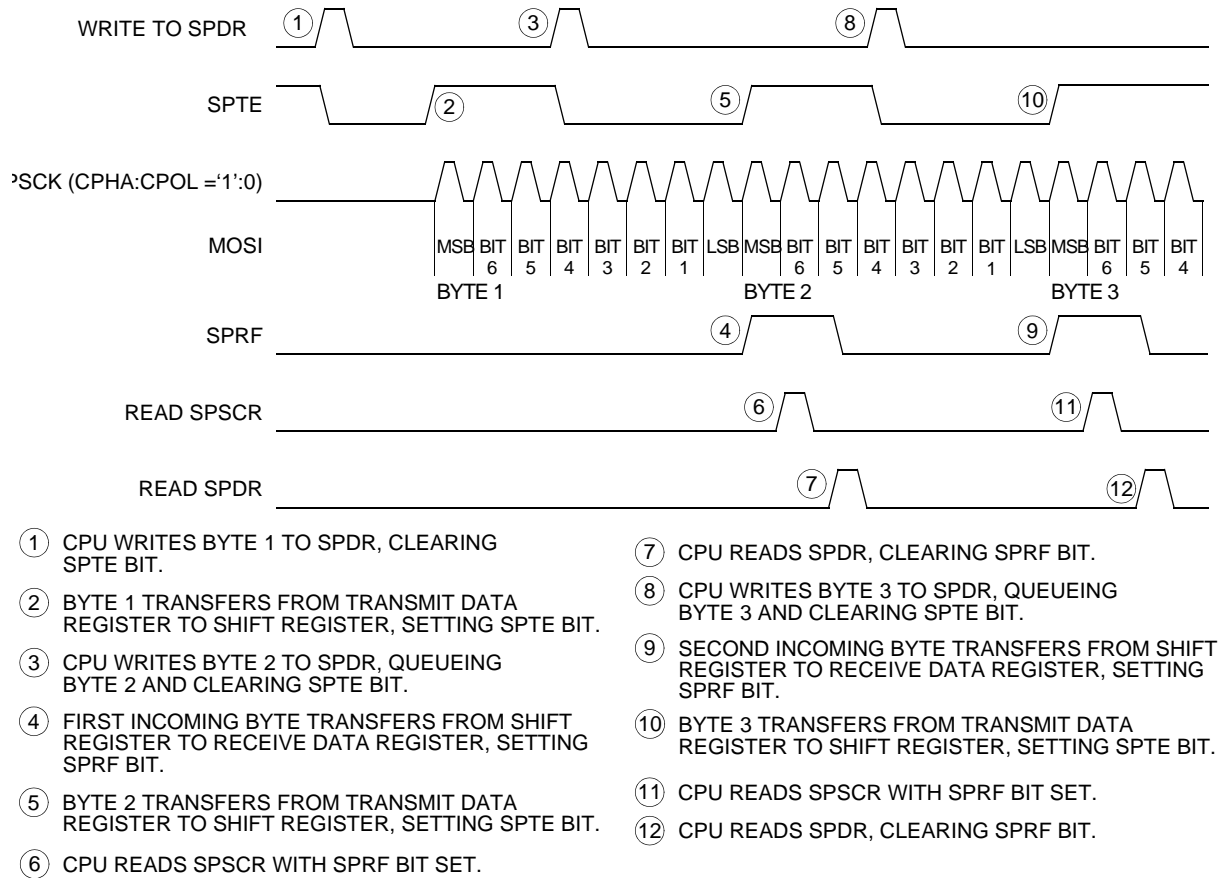 WRITE TO SPDR
1
3
8
SPTE
2
5
10
PSCK (CPHA:CPOL ='1':0)
MOSI
MSB BIT 6 BIT 5 BIT 4 BIT 3 BIT 2 BIT 1 LSB MSB BIT 6 BIT 5 BIT 4 BIT 3 BIT 2 BIT 1 LSB MSB BIT 6 BIT 5 BIT 4
BYTE 1 BYTE 2 BYTE 3
SPRF
4
9
READ SPSCR
6
11
READ SPDR
7
12
1 CPU WRITES BYTE 1 TO SPDR, CLEARING
SPTE BIT.
2 BYTE 1 TRANSFERS FROM TRANSMIT DATA
REGISTER TO SHIFT REGISTER, SETTING SPTE BIT.
3 CPU WRITES BYTE 2 TO SPDR, QUEUEING
BYTE 2 AND CLEARING SPTE BIT.
4 FIRST INCOMING BYTE TRANSFERS FROM SHIFT
REGISTER TO RECEIVE DATA REGISTER, SETTING
SPRF BIT.
5 BYTE 2 TRANSFERS FROM TRANSMIT DATA
REGISTER TO SHIFT REGISTER, SETTING SPTE BIT.
6 CPU READS SPSCR WITH SPRF BIT SET.
7 CPU READS SPDR, CLEARING SPRF BIT.
8 CPU WRITES BYTE 3 TO SPDR, QUEUEING
BYTE 3 AND CLEARING SPTE BIT.
9 SECOND INCOMING BYTE TRANSFERS FROM SHIFT
REGISTER TO RECEIVE DATA REGISTER, SETTING
SPRF BIT.
10 BYTE 3 TRANSFERS FROM TRANSMIT DATA
REGISTER TO SHIFT REGISTER, SETTING SPTE BIT.
11 CPU READS SPSCR WITH SPRF BIT SET.
12 CPU READS SPDR, CLEARING SPRF BIT.